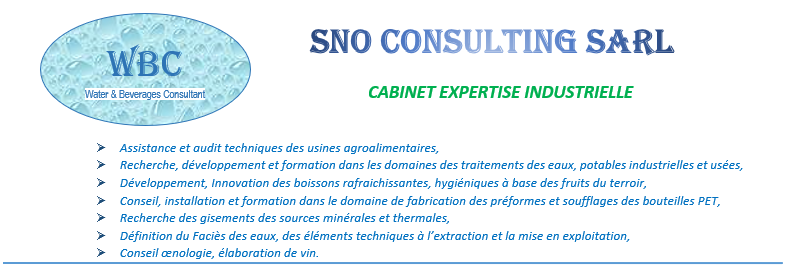 SNO CONSULTING SARL
WBC
Water & Beverages Consultant
CABINET EXPERTISE INDUSTRIELLE
➢ Assistance et audit techniques des usines agroalimentaires,
➢ Recherche, développement et formation dans les domaines des traitements des eaux, potables industrielles et usées,
➢ Développement, Innovation des boissons rafraichissantes, hygiéniques à base des fruits du terroir,
➢ Conseil, installation et formation dans le domaine de fabrication des préformes et soufflages des bouteilles PET,
➢ Recherche des gisements des sources minérales et thermales,
➢ Définition du Faciès des eaux, des éléments techniques à l’extraction et la mise en exploitation,
➢ Conseil œnologie, élaboration de vin.